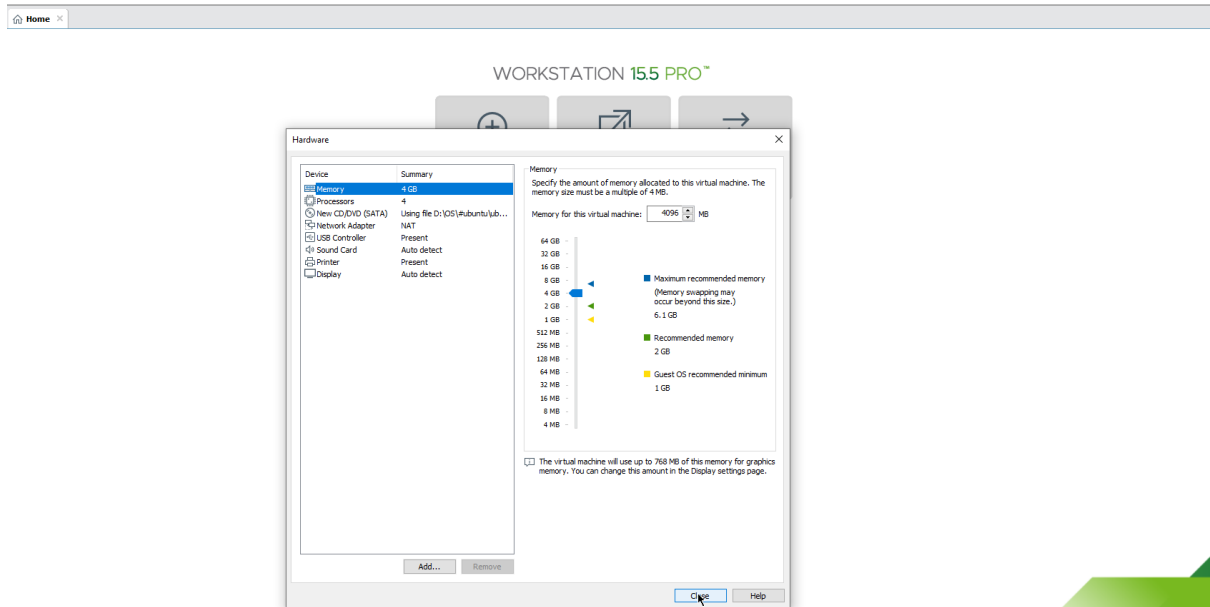 Home
WORKSTATION 15.5 PRO™
Hardware
Device Summary
Memory 4 GB
Processors 4
New CD/DVD (SATA) Using file D:\OS\#ubuntu\ub...
Network Adapter NAT
USB Controller Present
Sound Card Auto detect
Printer Present
Display Auto detect
Add... Remove
Memory
Specify the amount of memory allocated to this virtual machine. The
memory size must be a multiple of 4 MB.
Memory for this virtual machine: 4096 MB
64 GB
32 GB
16 GB
8 GB
4 GB
2 GB
1 GB
512 MB
256 MB
128 MB
64 MB
32 MB
16 MB
8 MB
4 MB
Maximum recommended memory
(Memory swapping may
occur beyond this size.)
6.1 GB
Recommended memory
2 GB
Guest OS recommended minimum
1 GB
The virtual machine will use up to 768 MB of this memory for graphics
memory. You can change this amount in the Display settings page.
Close Help